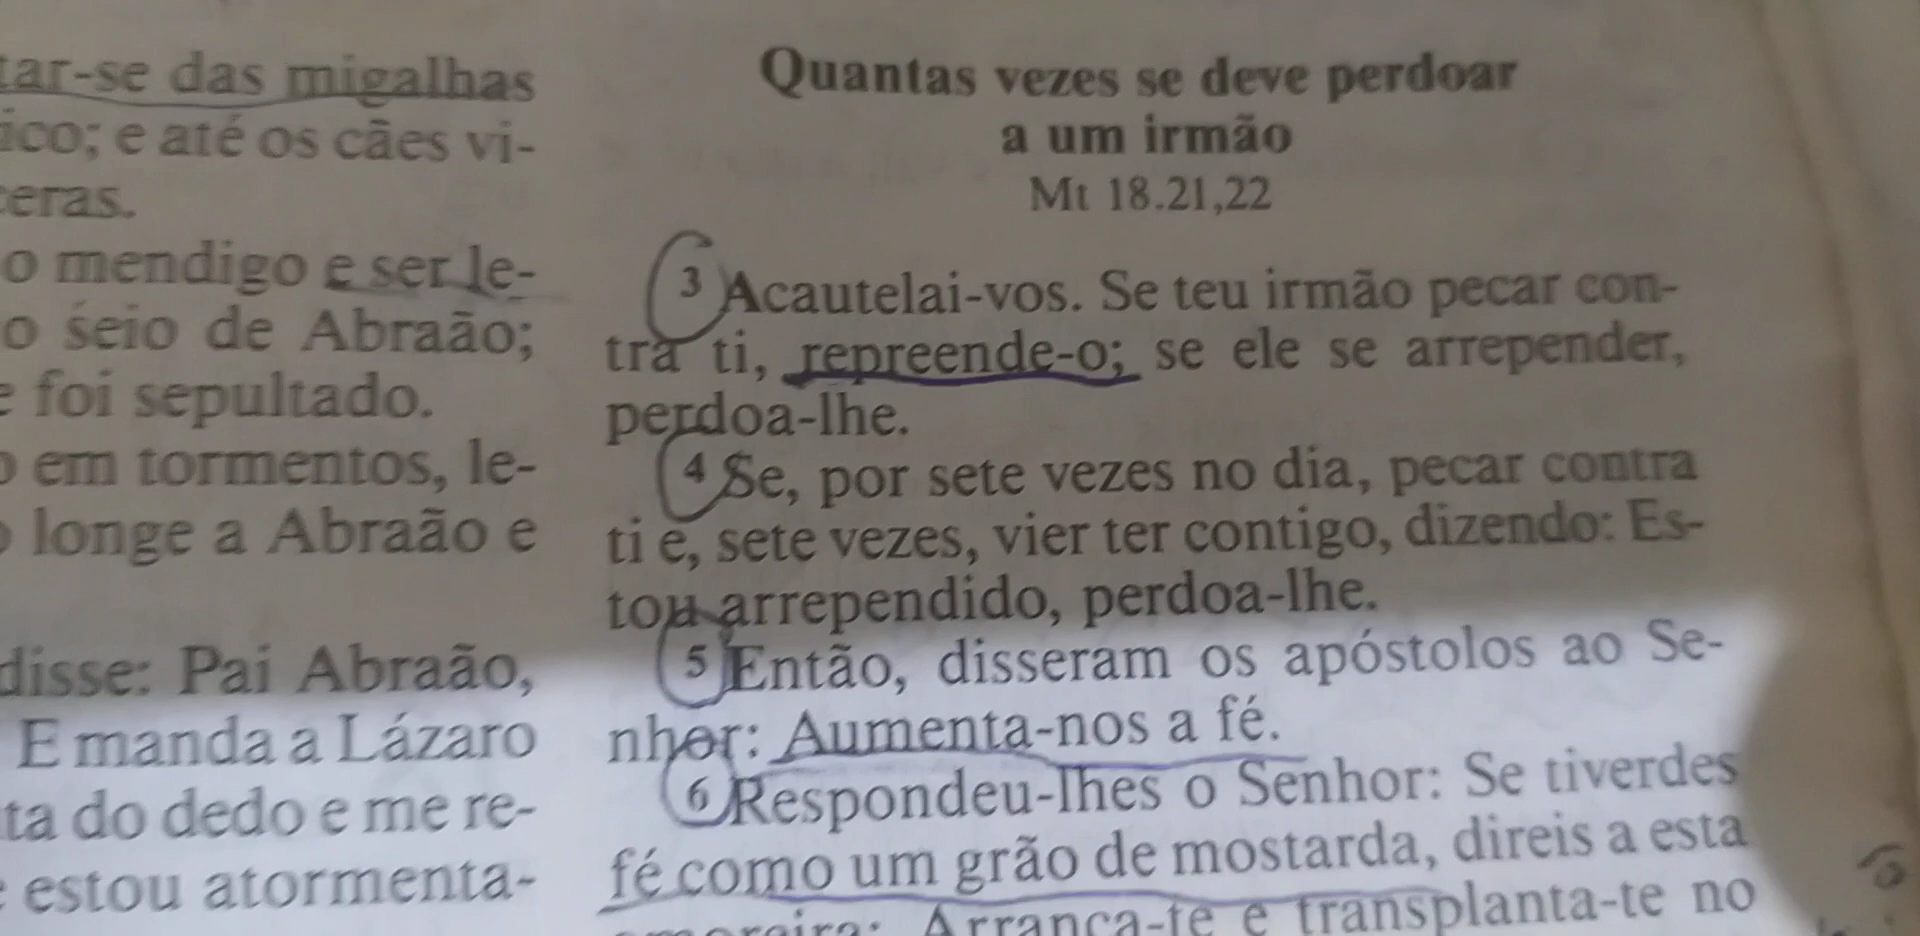 tar-se das migalhas
ico; e até os cães vi-
ceras.
o mendigo e ser le-
o seio de Abraão;
e foi sepultado.
em tormentos, le-
longe a Abraão e
disse: Pai Abraão,
E manda a Lázaro
ta do dedo e me re-
estou atormenta-
Quantas vezes se deve perdoar
a um irmão
Mt 18.21,22
3 Acautelai-vos. Se teu irmão pecar con-
tra ti, repreende-o; se ele se arrepender,
perdoa-lhe.
4 Se, por sete vezes no dia, pecar contra
ti e, sete vezes, vier ter contigo, dizendo: Es-
tou arrependido, perdoa-lhe.
5 Então, disseram os apóstolos ao Se-
nhor: Aumenta-nos a fé.
6 Respondeu-lhes o Senhor: Se tiverdes
fé como um grão de mostarda, direis a esta
amoreira: Arranca-te e transplanta-te no